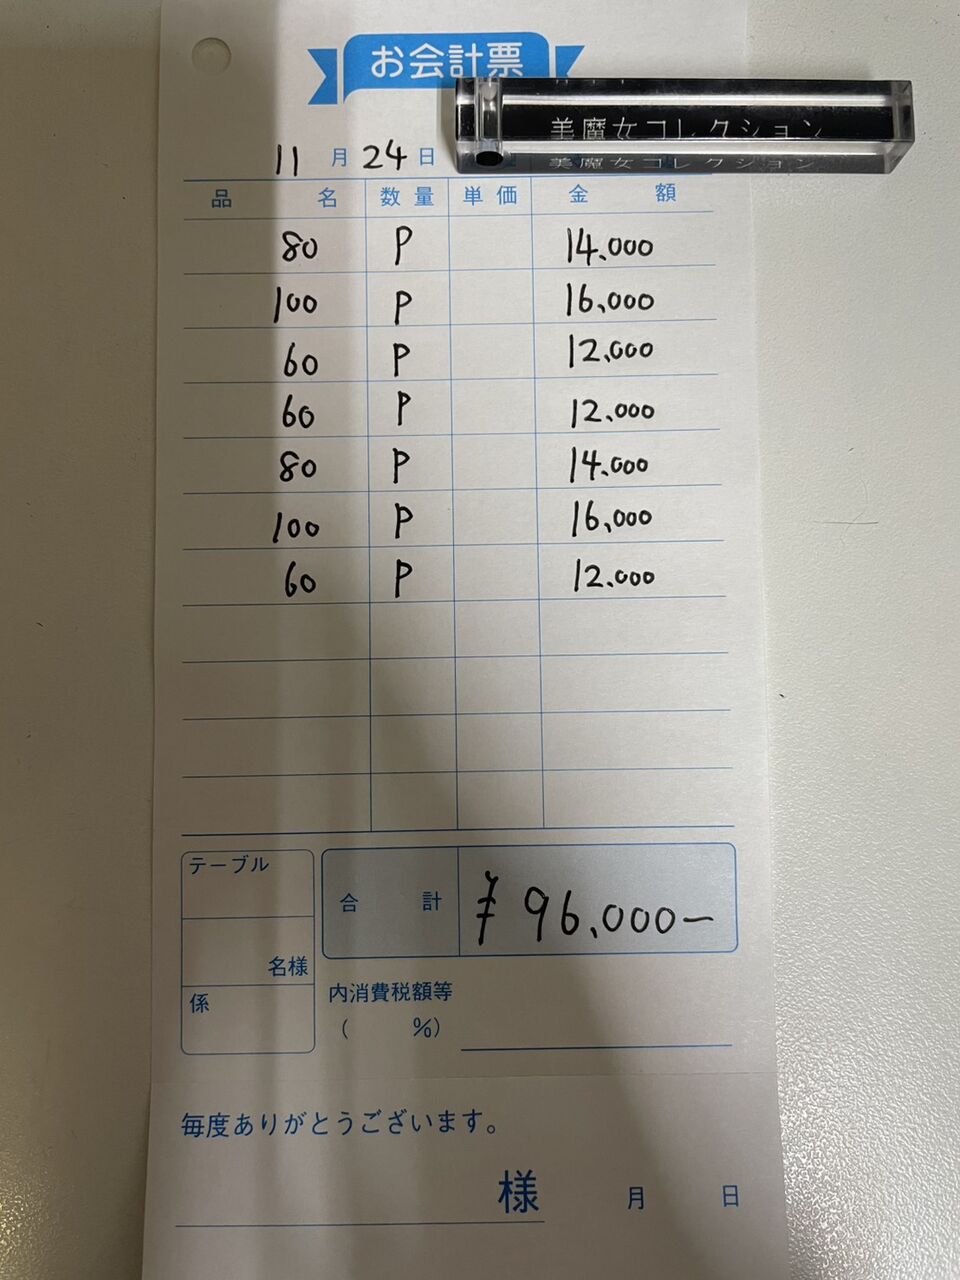 お会計票
美魔女コレクション
美魔女コレクション
11月24日
品名 数量 単価 金額
80 P 14.000
100 P 16,000
60 P 12,000
60 P 12,000
80 P 14,000
100 P 16,000
60 P 12.000
テーブル
合計 ¥96,000-
名様
係
内消費税額等
( %)
毎度ありがとうございます。
様 月 日